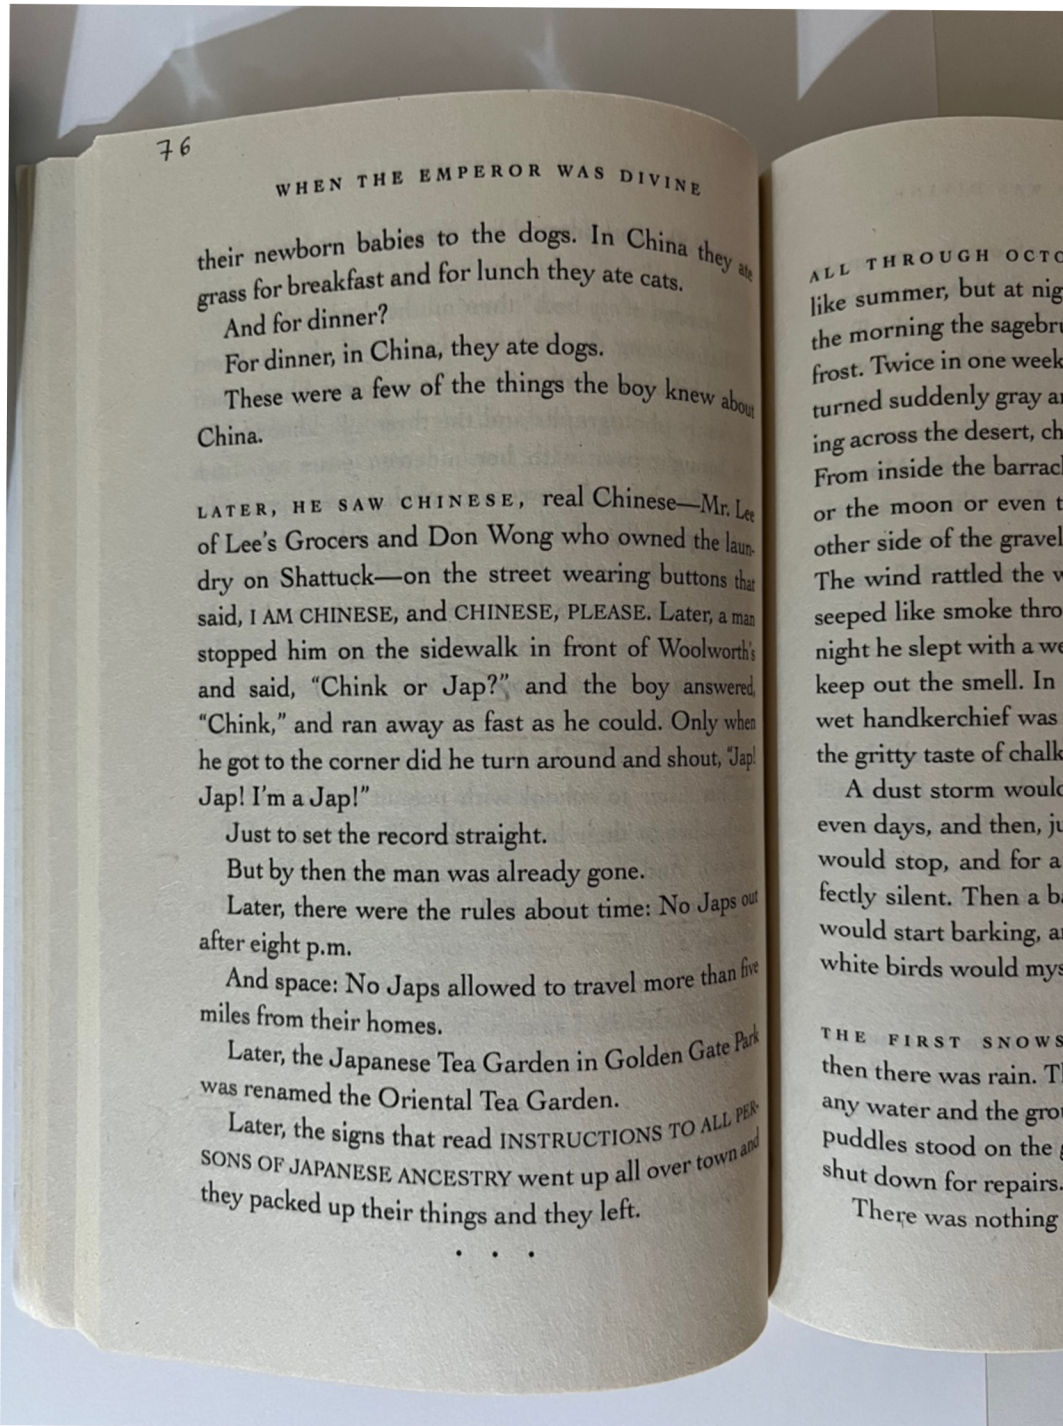 76
WHEN THE EMPEROR WAS DIVINE
their newborn babies to the dogs. In China they ate
grass for breakfast and for lunch they ate cats.
And for dinner?
For dinner, in China, they ate dogs.
These were a few of the things the boy knew about
China.
LATER, HE SAW CHINESE, real Chinese—Mr. Lee
of Lee's Grocers and Don Wong who owned the laun-
dry on Shattuck—on the street wearing buttons that
said, I AM CHINESE, and CHINESE, PLEASE. Later, a man
stopped him on the sidewalk in front of Woolworth's
and said, "Chink or Jap?" and the boy answered,
"Chink," and ran away as fast as he could. Only when
he got to the corner did he turn around and shout, "Jap!
Jap! I'm a Jap!"
Just to set the record straight.
But by then the man was already gone.
Later, there were the rules about time: No Japs out
after eight p.m.
And space: No Japs allowed to travel more than five
miles from their homes.
Later, the Japanese Tea Garden in Golden Gate Park
was renamed the Oriental Tea Garden.
Later, the signs that read INSTRUCTIONS TO ALL PER-
SONS OF JAPANESE ANCESTRY went up all over town and
they packed up their things and they left.
. . .
ALL THROUGH OCTO
like summer, but at nig
the morning the sagebru
frost. Twice in one week
turned suddenly gray a
ing across the desert, ch
From inside the barrac
or the moon or even t
other side of the gravel
The wind rattled the w
seeped like smoke thro
night he slept with a we
keep out the smell. In
wet handkerchief was
the gritty taste of chalk
A dust storm would
even days, and then, ju
would stop, and for a
fectly silent. Then a ba
would start barking, a
white birds would mys
THE FIRST SNOWS
then there was rain. T
any water and the grou
puddles stood on the g
shut down for repairs.
There was nothing